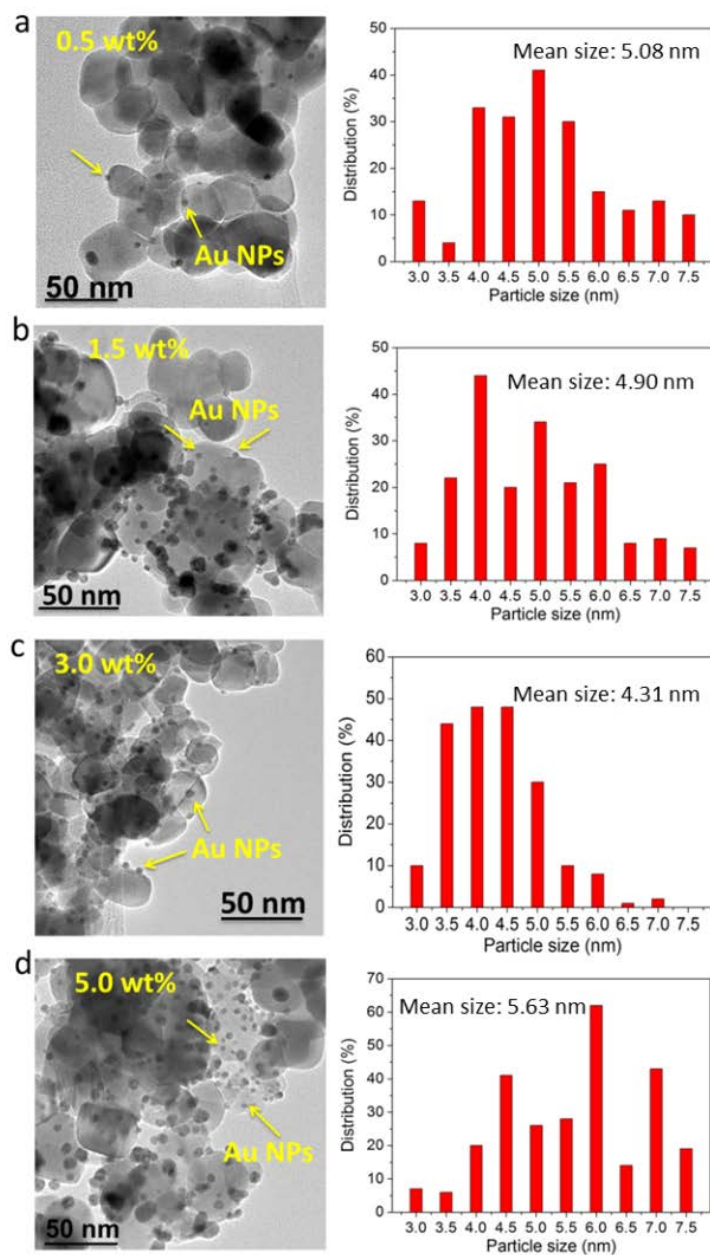 a
0.5 wt%
Au NPs
50 nm
Mean size: 5.08 nm
50
40
30
20
10
0
Distribution (%)
3.0 3.5 4.0 4.5 5.0 5.5 6.0 6.5 7.0 7.5
Particle size (nm)
b
1.5 wt%
Au NPs
50 nm
Mean size: 4.90 nm
50
40
30
20
10
0
Distribution (%)
3.0 3.5 4.0 4.5 5.0 5.5 6.0 6.5 7.0 7.5
Particle size (nm)
c
3.0 wt%
Au NPs
50 nm
Mean size: 4.31 nm
60
50
40
30
20
10
0
Distribution (%)
3.0 3.5 4.0 4.5 5.0 5.5 6.0 6.5 7.0 7.5
Particle size (nm)
d
5.0 wt%
Au NPs
50 nm
Mean size: 5.63 nm
70
60
50
40
30
20
10
0
Distribution (%)
3.0 3.5 4.0 4.5 5.0 5.5 6.0 6.5 7.0 7.5
Particle size (nm)